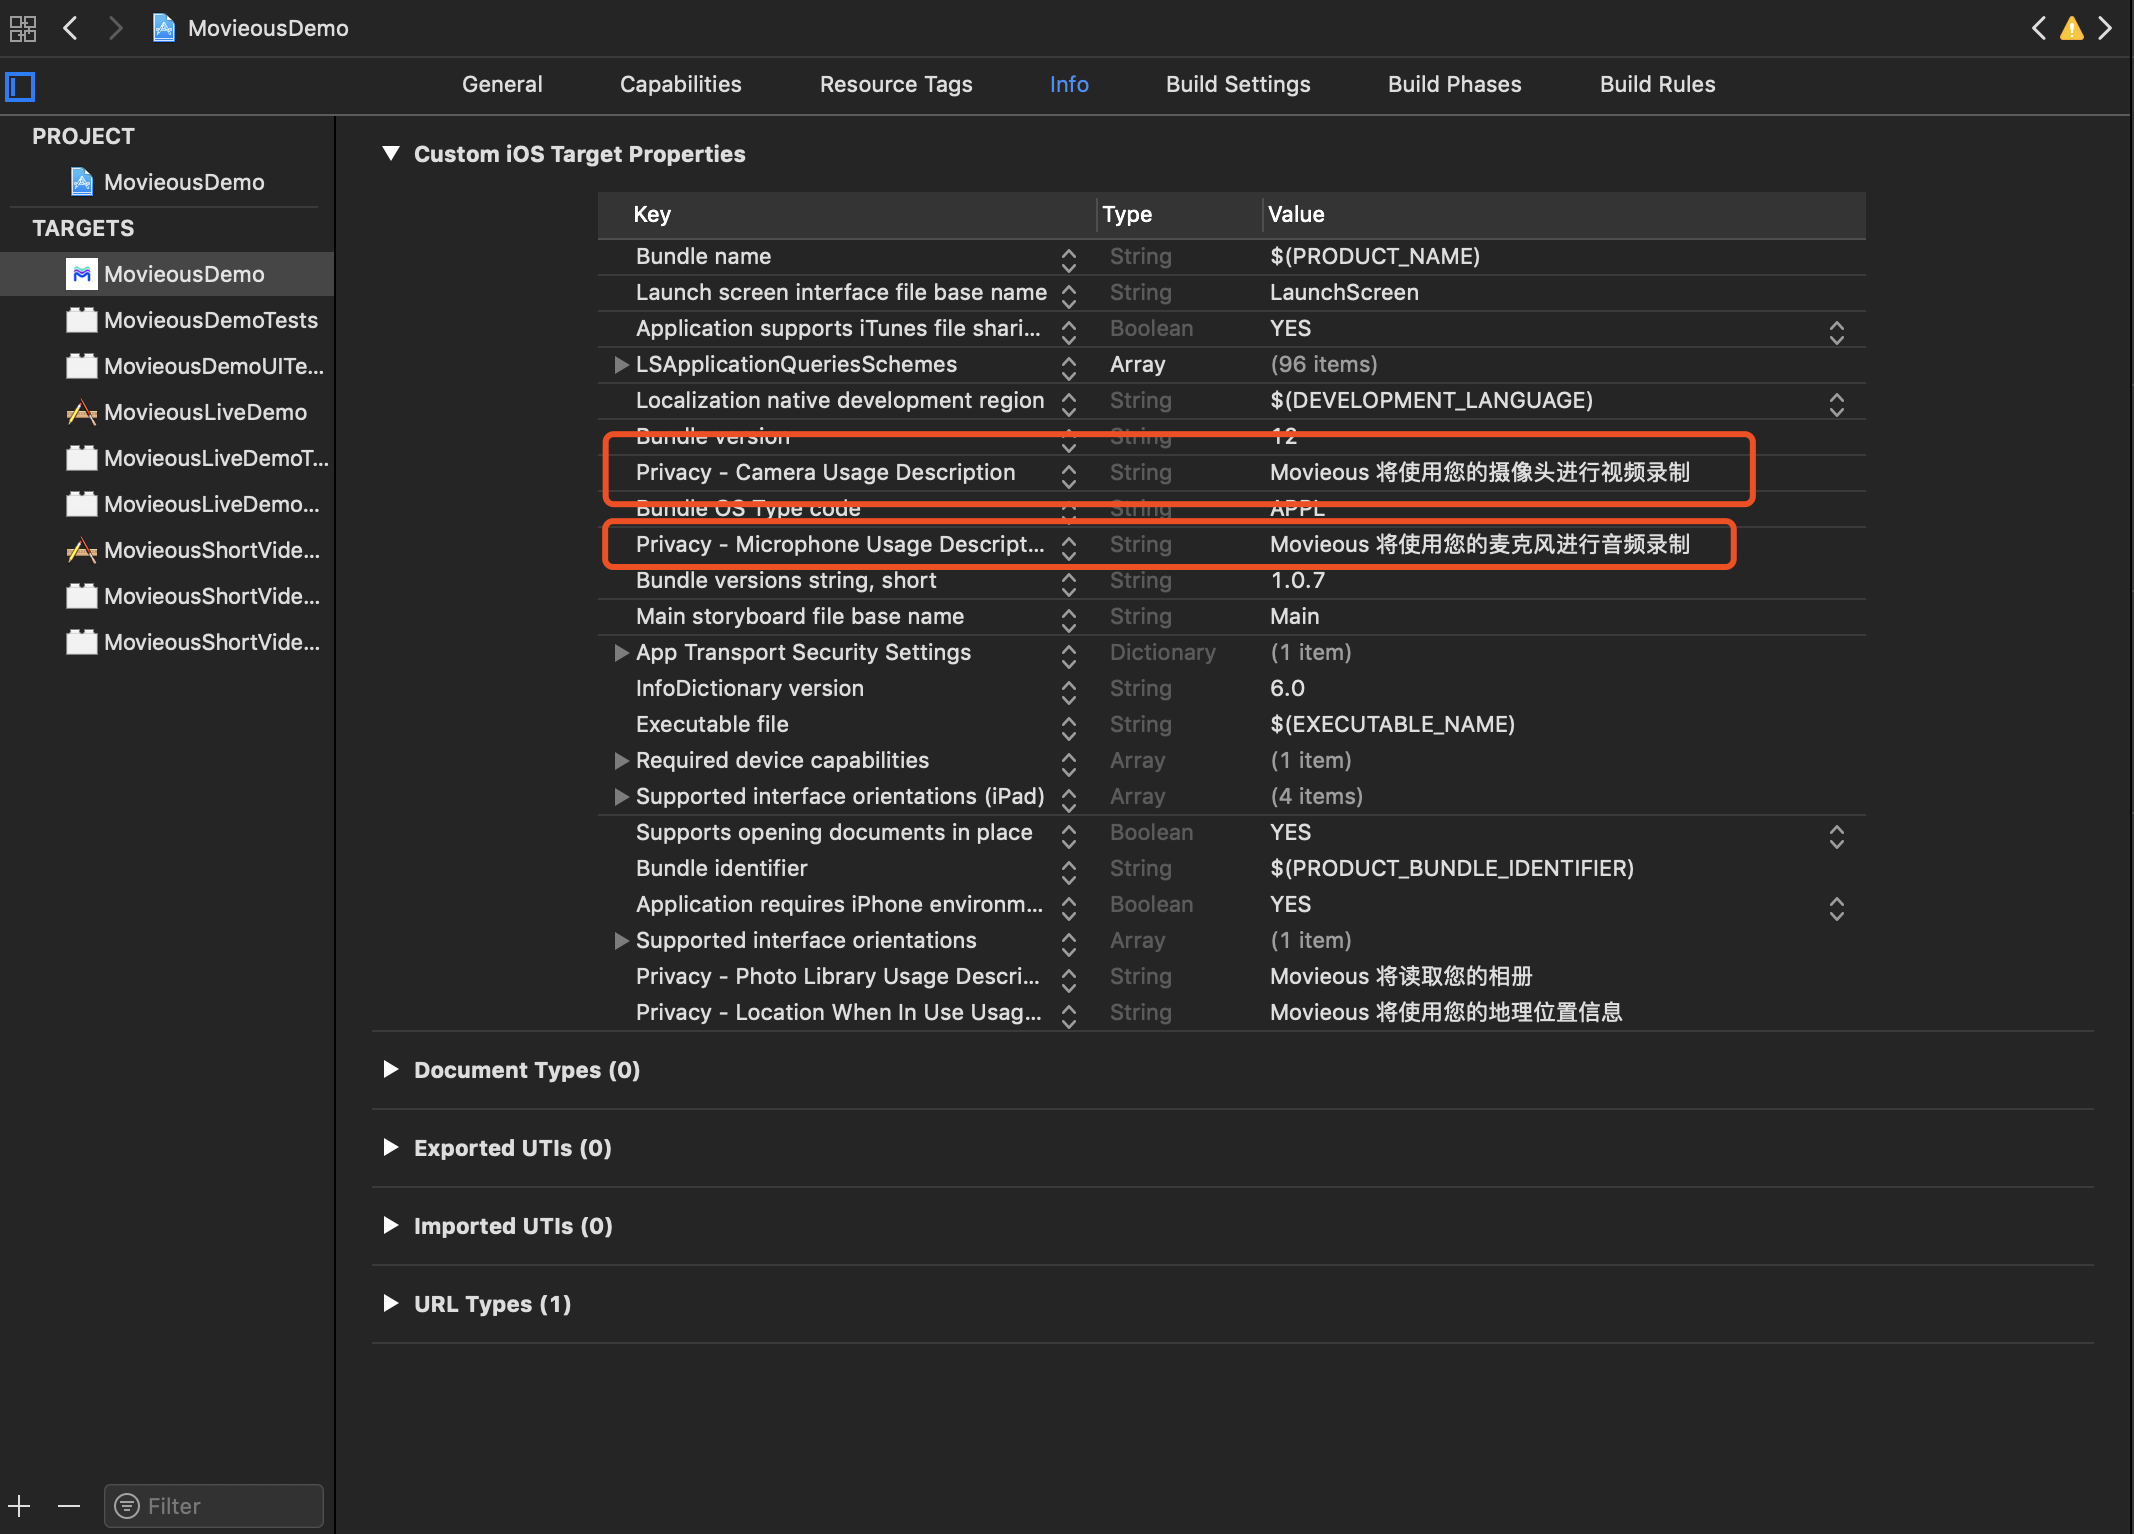 MovieousDemo
General Capabilities Resource Tags Info Build Settings Build Phases Build Rules
PROJECT
MovieousDemo
TARGETS
MovieousDemo
MovieousDemoTests
MovieousDemoUITe...
MovieousLiveDemo
MovieousLiveDemoT...
MovieousLiveDemo...
MovieousShortVide...
MovieousShortVide...
MovieousShortVide...
Filter
Custom iOS Target Properties
Key Type Value
Bundle name String $(PRODUCT_NAME)
Launch screen interface file base name String LaunchScreen
Application supports iTunes file shari... Boolean YES
LSApplicationQueriesSchemes Array (96 items)
Localization native development region String $(DEVELOPMENT_LANGUAGE)
Bundle version String 12
Privacy - Camera Usage Description String Movieous 将使用您的摄像头进行视频录制
Bundle OS Type code String APPL
Privacy - Microphone Usage Descript... String Movieous 将使用您的麦克风进行音频录制
Bundle versions string, short String 1.0.7
Main storyboard file base name String Main
App Transport Security Settings Dictionary (1 item)
InfoDictionary version String 6.0
Executable file String $(EXECUTABLE_NAME)
Required device capabilities Array (1 item)
Supported interface orientations (iPad) Array (4 items)
Supports opening documents in place Boolean YES
Bundle identifier String $(PRODUCT_BUNDLE_IDENTIFIER)
Application requires iPhone environm... Boolean YES
Supported interface orientations Array (1 item)
Privacy - Photo Library Usage Descri... String Movieous 将读取您的相册
Privacy - Location When In Use Usag... String Movieous 将使用您的地理位置信息
Document Types (0)
Exported UTIs (0)
Imported UTIs (0)
URL Types (1)